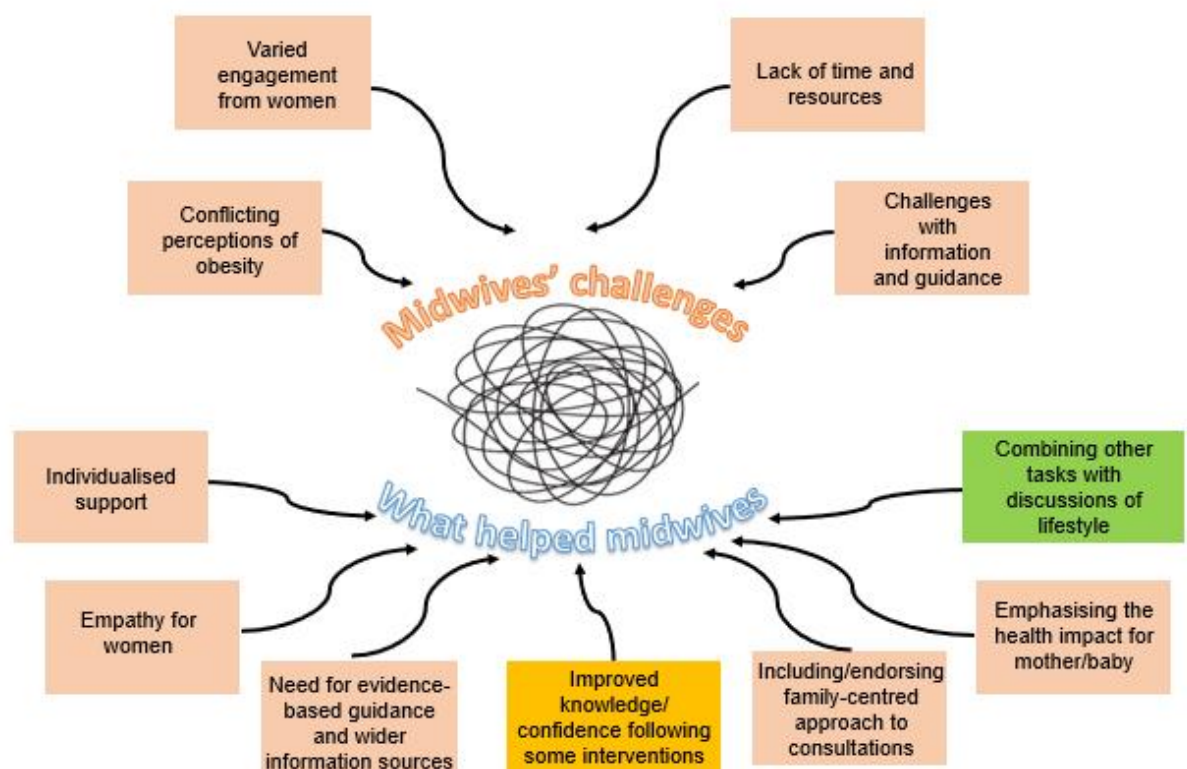 Varied
engagement
from women
Lack of time and
resources
Conflicting
perceptions of
obesity
Challenges
with
information
and guidance
Midwives' challenges
Individualised
support
What helped midwives
Combining other
tasks with
discussions of
lifestyle
Empathy for
women
Need for evidence-
based guidance
and wider
information sources
Improved
knowledge/
confidence following
some interventions
Including/endorsing
family-centred
approach to
consultations
Emphasising the
health impact for
mother/baby